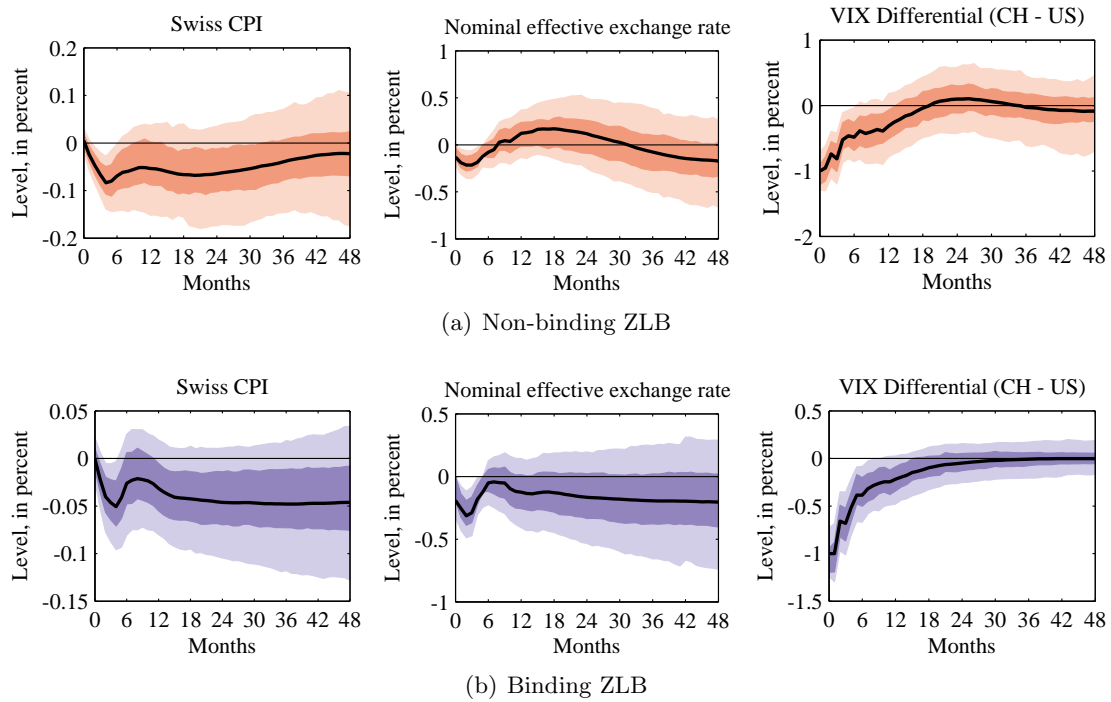 Swiss CPI
Nominal effective exchange rate
VIX Differential (CH - US)
Level, in percent
0.2
0.1
0
-0.1
-0.2
0 6 12 18 24 30 36 42 48
Months
Level, in percent
1
0.5
0
-0.5
-1
0 6 12 18 24 30 36 42 48
Months
Level, in percent
1
0
-1
-2
0 6 12 18 24 30 36 42 48
Months
(a) Non-binding ZLB
Swiss CPI
Nominal effective exchange rate
VIX Differential (CH - US)
Level, in percent
0.05
0
-0.05
-0.1
-0.15
0 6 12 18 24 30 36 42 48
Months
Level, in percent
0.5
0
-0.5
-1
0 6 12 18 24 30 36 42 48
Months
Level, in percent
0.5
0
-0.5
-1
-1.5
0 6 12 18 24 30 36 42 48
Months
(b) Binding ZLB